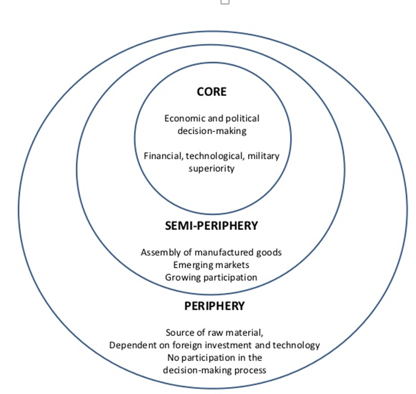 CORE
Economic and political
decision-making
Financial, technological, military
superiority
SEMI-PERIPHERY
Assembly of manufactured goods
Emerging markets
Growing participation
PERIPHERY
Source of raw material,
Dependent on foreign investment and technology
No participation in the
decision-making process